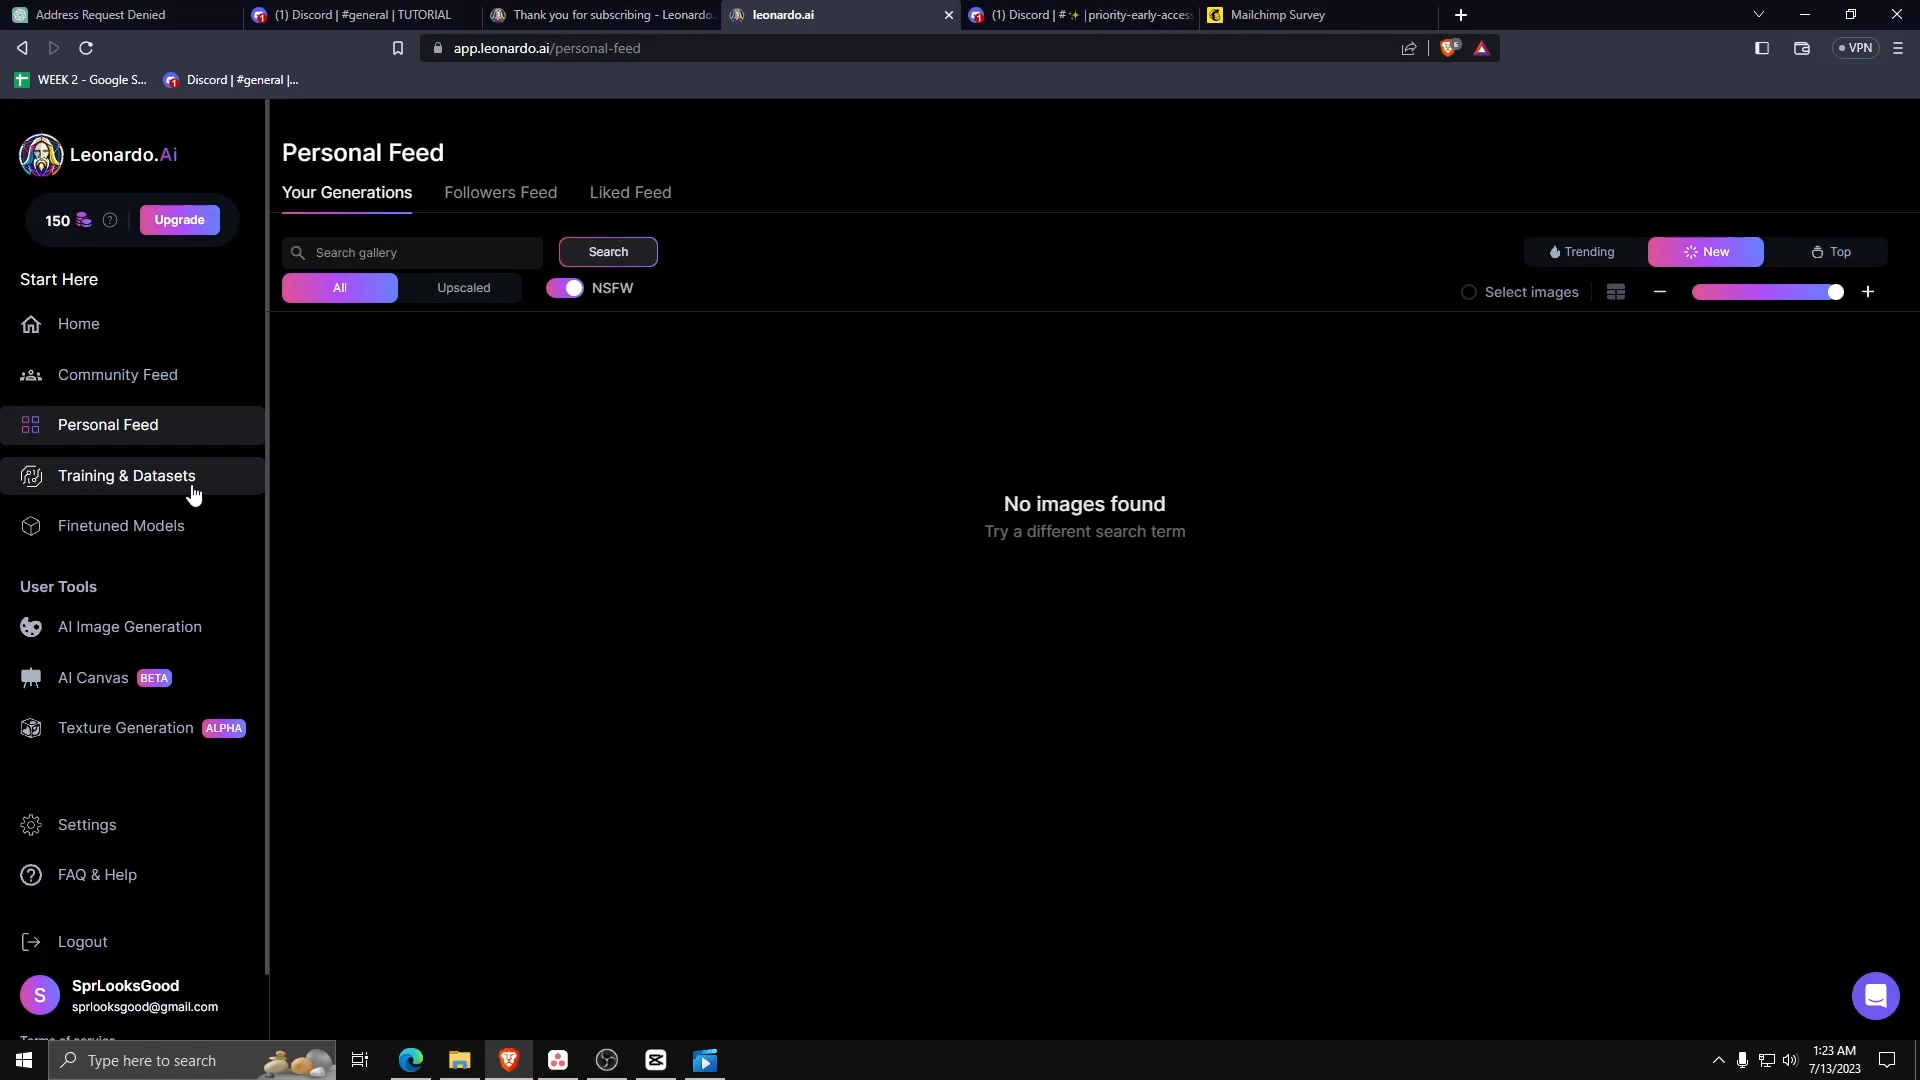 Address Request Denied
(1) Discord | #general | TUTORIAL
Thank you for subscribing - Leonardo.
leonardo.ai
(1) Discord | #✨ | priority-early-acces
Mailchimp Survey
app.leonardo.ai/personal-feed
6
VPN
WEEK 2 - Google S...
Discord | #general |...
Leonardo.Ai
150
?
Upgrade
Start Here
Home
Community Feed
Personal Feed
Training & Datasets
Finetuned Models
User Tools
AI Image Generation
AI Canvas BETA
Texture Generation ALPHA
Settings
FAQ & Help
Logout
S
SprLooksGood
sprlooksgood@gmail.com
Terms of service
Personal Feed
Your Generations
Followers Feed
Liked Feed
Search gallery
Search
Trending
New
Top
All
Upscaled
NSFW
Select images
No images found
Try a different search term
Type here to search
1:23 AM
7/13/2023